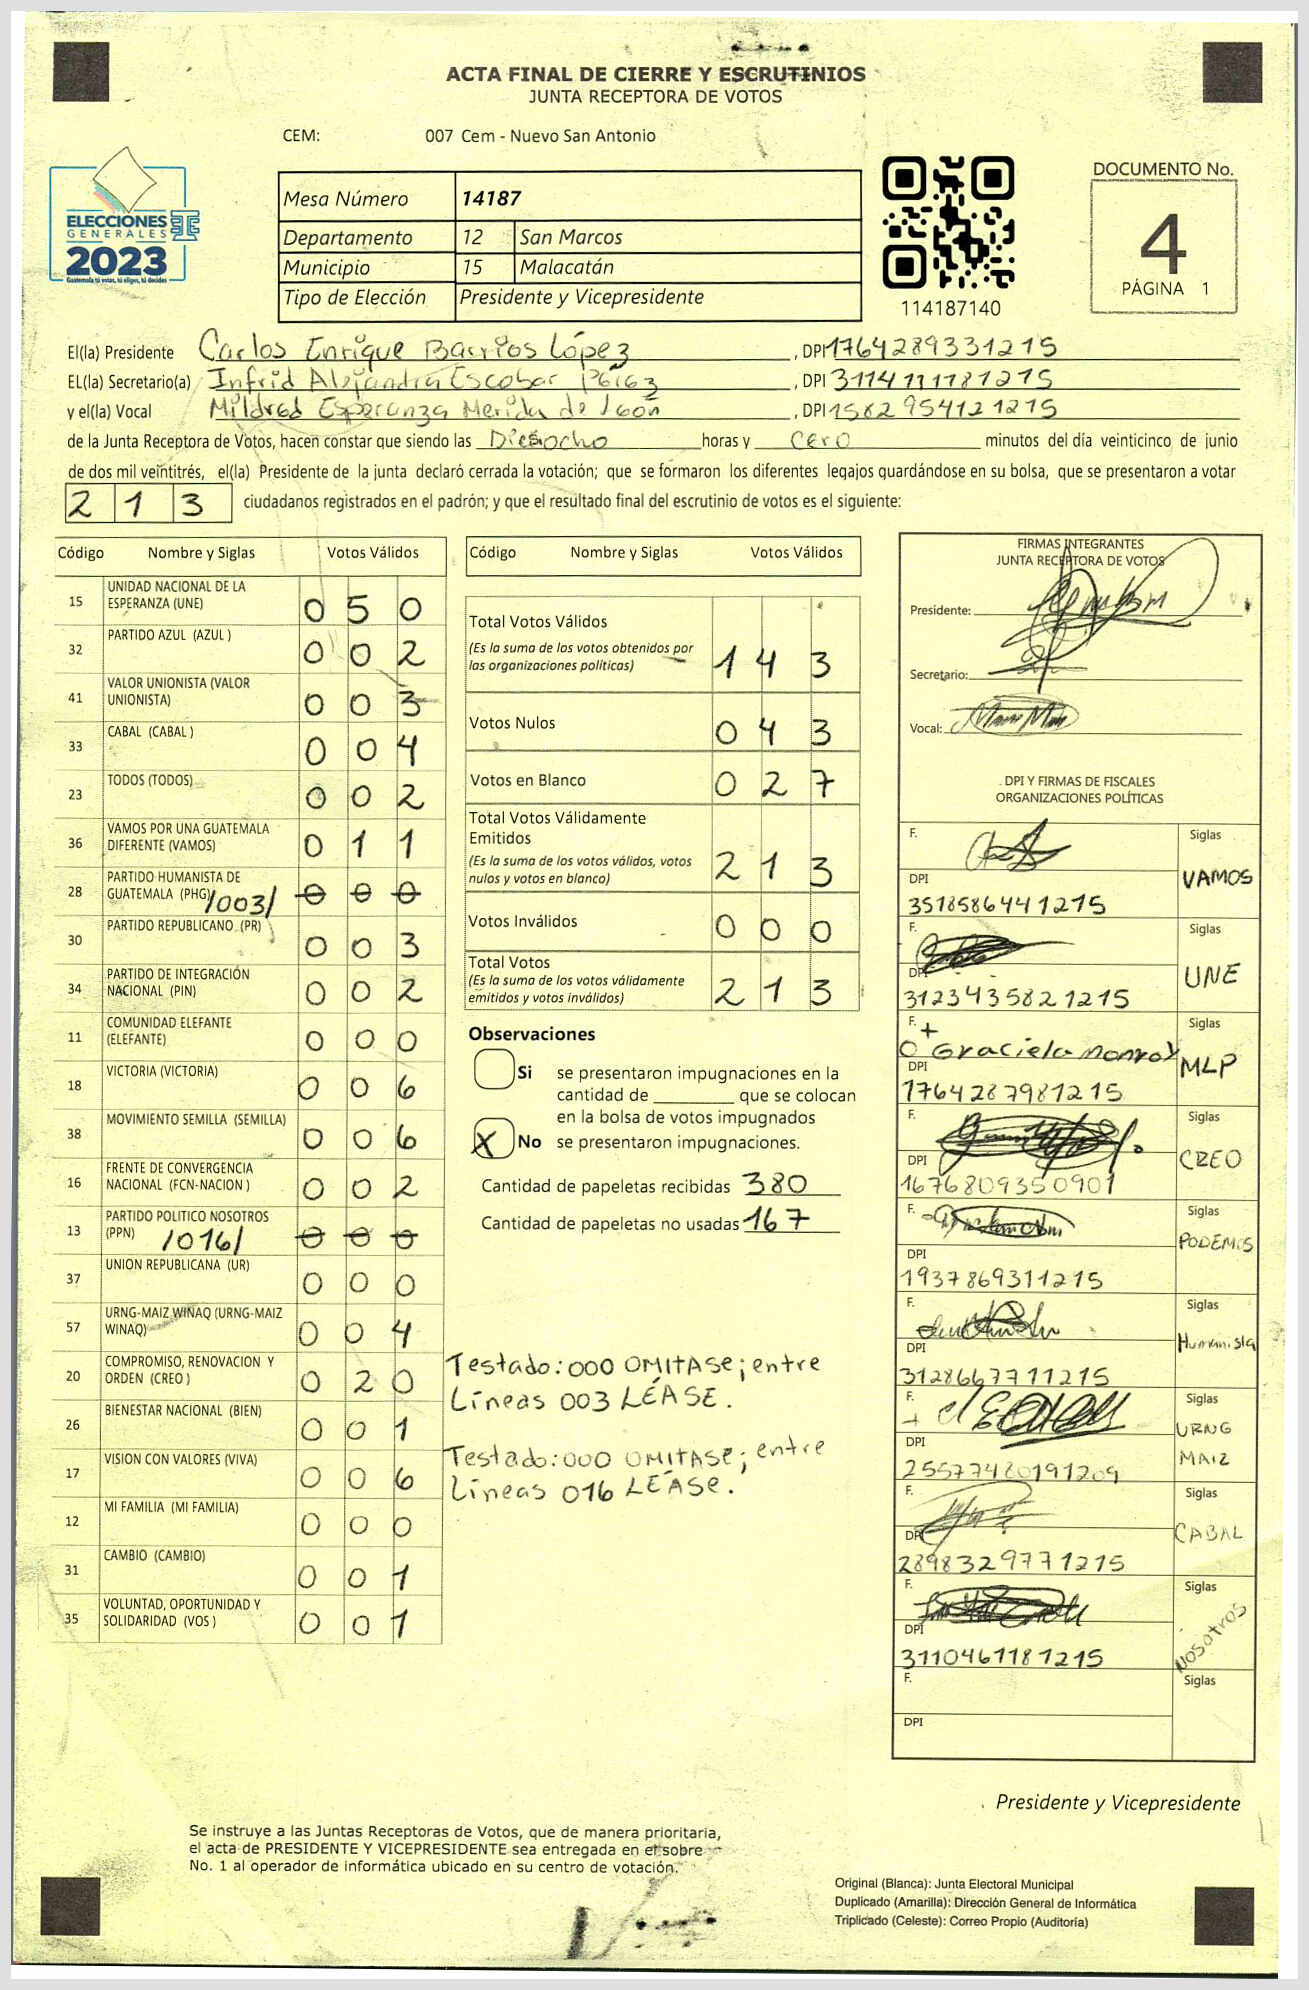 ACTA FINAL DE CIERRE Y ESCRUTINIOS
JUNTA RECEPTORA DE VOTOS
CEM: 007 Cem - Nuevo San Antonio
ELECCIONES
GENERALES
2023
Guatemala tú votas, tú eliges, tú decides
Mesa Número 14187
Departamento 12 San Marcos
Municipio 15 Malacatán
Tipo de Elección Presidente y Vicepresidente
114187140
DOCUMENTO No.
4
PÁGINA 1
El(la) Presidente Carlos Enrique Barrios López, DPI 1764289331215
EL(la) Secretario(a) Infrid Alejandra Escobar, DPI 3114111181215
y el(la) Vocal Mildred Esperanza Merida de león, DPI 1582954121215
de la Junta Receptora de Votos, hacen constar que siendo las Dieciocho horas y cero minutos del día veinticinco de junio
de dos mil veintitrés, el(la) Presidente de la junta declaró cerrada la votación; que se formaron los diferentes legajos guardándose en su bolsa, que se presentaron a votar
213 ciudadanos registrados en el padrón; y que el resultado final del escrutinio de votos es el siguiente:
Código Nombre y Siglas Votos Válidos
15 UNIDAD NACIONAL DE LA ESPERANZA (UNE) 0 5 0
32 PARTIDO AZUL (AZUL ) 0 0 2
41 VALOR UNIONISTA (VALOR UNIONISTA) 0 0 3
33 CABAL (CABAL ) 0 0 4
23 TODOS (TODOS) 0 0 2
36 VAMOS POR UNA GUATEMALA DIFERENTE (VAMOS) 0 1 1
28 PARTIDO HUMANISTA DE GUATEMALA (PHG) /003/ 0 0 0
30 PARTIDO REPUBLICANO (PR) 0 0 3
34 PARTIDO DE INTEGRACIÓN NACIONAL (PIN) 0 0 2
11 COMUNIDAD ELEFANTE (ELEFANTE) 0 0 0
18 VICTORIA (VICTORIA) 0 0 6
38 MOVIMIENTO SEMILLA (SEMILLA) 0 0 6
16 FRENTE DE CONVERGENCIA NACIONAL (FCN-NACION ) 0 0 2
13 PARTIDO POLITICO NOSOTROS (PPN) /016/ 0 0 0
37 UNION REPUBLICANA (UR) 0 0 0
57 URNG-MAIZ WINAQ (URNG-MAIZ WINAQ) 0 0 4
20 COMPROMISO, RENOVACION Y ORDEN (CREO ) 0 2 0
26 BIENESTAR NACIONAL (BIEN) 0 0 1
17 VISION CON VALORES (VIVA) 0 0 6
12 MI FAMILIA (MI FAMILIA) 0 0 0
31 CAMBIO (CAMBIO) 0 0 1
35 VOLUNTAD, OPORTUNIDAD Y SOLIDARIDAD (VOS ) 0 0 1
Código Nombre y Siglas Votos Válidos
Total Votos Válidos
(Es la suma de los votos obtenidos por
las organizaciones políticas) 1 4 3
Votos Nulos 0 4 3
Votos en Blanco 0 2 7
Total Votos Válidamente
Emitidos
(Es la suma de los votos válidos, votos
nulos y votos en blanco) 2 1 3
Votos Inválidos 0 0 0
Total Votos
(Es la suma de los votos válidamente
emitidos y votos inválidos) 2 1 3
Observaciones
Si se presentaron impugnaciones en la
cantidad de ________ que se colocan
en la bolsa de votos impugnados
X No se presentaron impugnaciones.
Cantidad de papeletas recibidas 380
Cantidad de papeletas no usadas 167
Testado: 000 OMITASE; entre
Líneas 003 LÉASE.
Testado: 000 OMITASE; entre
Líneas 016 LÉASE.
FIRMAS INTEGRANTES
JUNTA RECEPTORA DE VOTOS
Presidente:
Secretario:
Vocal:
DPI Y FIRMAS DE FISCALES
ORGANIZACIONES POLÍTICAS
F. Siglas
VAMOS
DPI
3518586441215
F. Siglas
UNE
DPI
3123435821215
F. Siglas
Graciela Monroy MLP
DPI
1764287981215
F. Siglas
CREO
DPI
1676809350901
F. Siglas
PODEMOS
DPI
1937869311215
F. Siglas
Humanista
DPI
3128667711215
F. Siglas
URNG
MAIZ
DPI
25577480191209
F. Siglas
CABAL
DPI
2898329771215
F. Siglas
Nosotros
DPI
3110461181215
F. Siglas
DPI
Presidente y Vicepresidente
Se instruye a las Juntas Receptoras de Votos, que de manera prioritaria,
el acta de PRESIDENTE Y VICEPRESIDENTE sea entregada en el sobre
No. 1 al operador de informática ubicado en su centro de votación.
Original (Blanca): Junta Electoral Municipal
Duplicado (Amarilla): Dirección General de Informática
Triplicado (Celeste): Correo Propio (Auditoría)